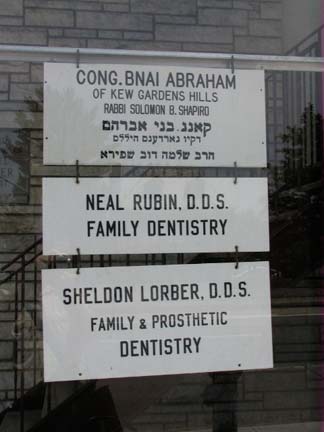 CONG. BNAI ABRAHAM
OF KEW GARDENS HILLS
RABBI SOLOMON B. SHAPIRO
קאנג. בני אברהם
דקיו גארדענס היללס
הרב שלמה דוב שפירא
NEAL RUBIN, D.D.S.
FAMILY DENTISTRY
SHELDON LORBER, D.D.S.
FAMILY & PROSTHETIC
DENTISTRY